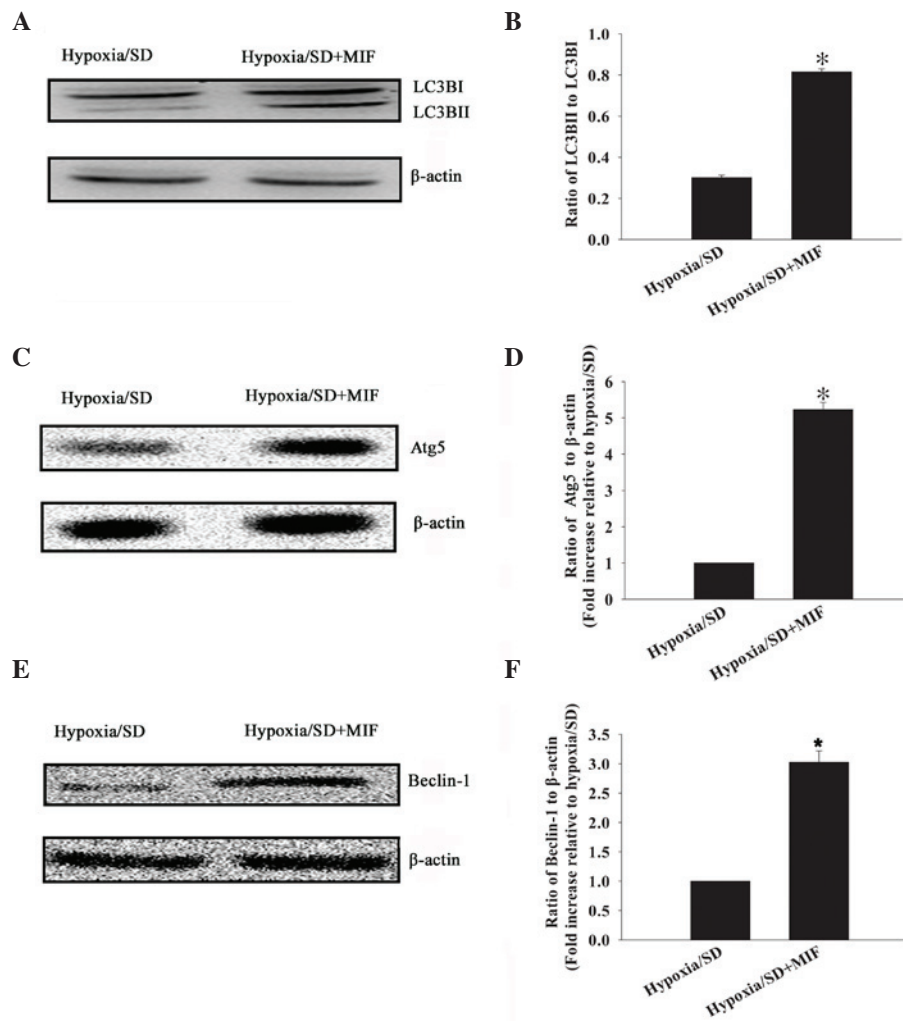 A
Hypoxia/SD
Hypoxia/SD+MIF
LC3BI
LC3BII
β-actin
B
Ratio of LC3BII to LC3BI
1.0
0.8
0.6
0.4
0.2
0.0
*
Hypoxia/SD
Hypoxia/SD+MIF
C
Hypoxia/SD
Hypoxia/SD+MIF
Atg5
β-actin
D
Ratio of Atg5 to β-actin
(Fold increase relative to hypoxia/SD)
6
5
4
3
2
1
0
*
Hypoxia/SD
Hypoxia/SD+MIF
E
Hypoxia/SD
Hypoxia/SD+MIF
Beclin-1
β-actin
F
Ratio of Beclin-1 to β-actin
(Fold increase relative to hypoxia/SD)
3.5
3.0
2.5
2.0
1.5
1.0
0.5
0.0
*
Hypoxia/SD
Hypoxia/SD+MIF